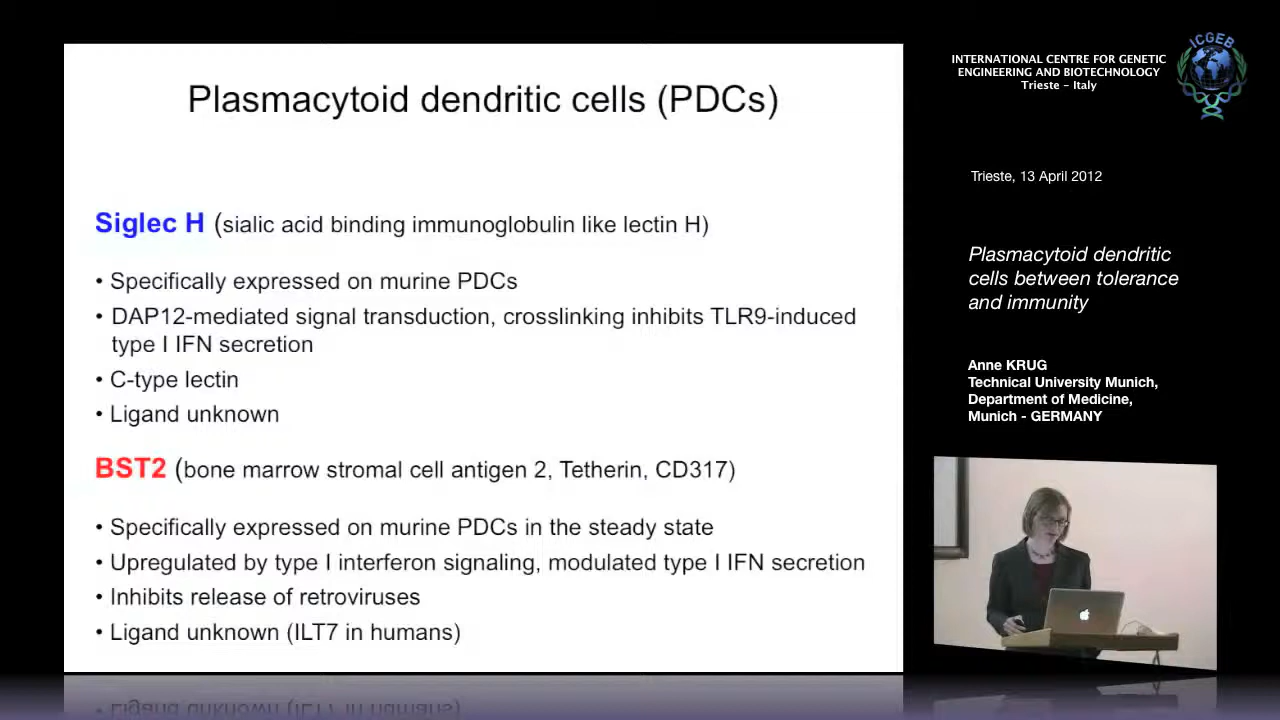 Plasmacytoid dendritic cells (PDCs)
Siglec H (sialic acid binding immunoglobulin like lectin H)
• Specifically expressed on murine PDCs
• DAP12-mediated signal transduction, crosslinking inhibits TLR9-induced
type I IFN secretion
• C-type lectin
• Ligand unknown
BST2 (bone marrow stromal cell antigen 2, Tetherin, CD317)
• Specifically expressed on murine PDCs in the steady state
• Upregulated by type I interferon signaling, modulated type I IFN secretion
• Inhibits release of retroviruses
• Ligand unknown (ILT7 in humans)
INTERNATIONAL CENTRE FOR GENETIC
ENGINEERING AND BIOTECHNOLOGY
Trieste - Italy
ICGEB
Trieste, 13 April 2012
Plasmacytoid dendritic
cells between tolerance
and immunity
Anne KRUG
Technical University Munich,
Department of Medicine,
Munich - GERMANY